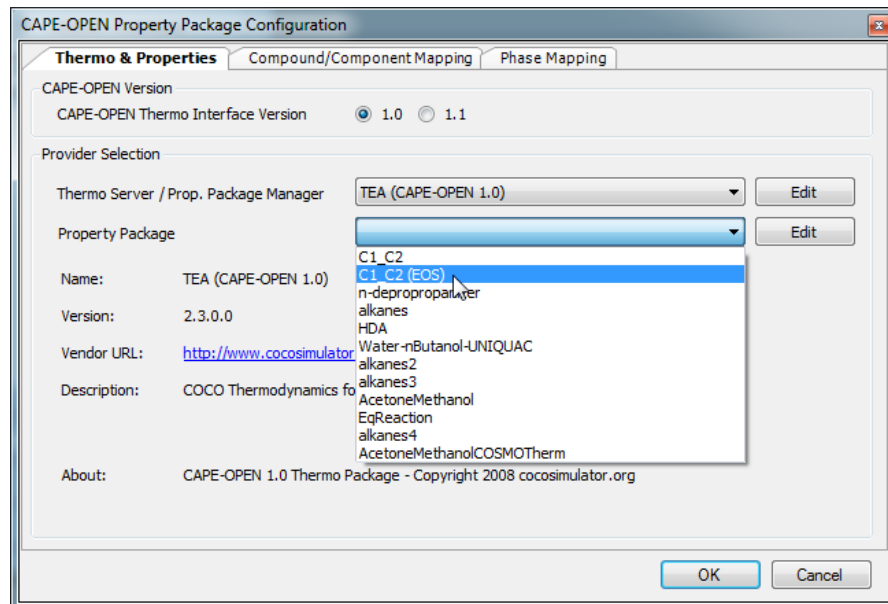 CAPE-OPEN Property Package Configuration
Thermo & Properties
Compound/Component Mapping
Phase Mapping
CAPE-OPEN Version
CAPE-OPEN Thermo Interface Version
1.0
1.1
Provider Selection
Thermo Server / Prop. Package Manager
TEA (CAPE-OPEN 1.0)
Edit
Property Package
Edit
C1_C2
C1_C2 (EOS)
alkanes
HDA
Water-nButanol-UNIQUAC
alkanes2
alkanes3
AcetoneMethanol
EqReaction
alkanes4
AcetoneMethanolCOSMOTherm
Name:
TEA (CAPE-OPEN 1.0)
Version:
2.3.0.0
Vendor URL:
http://www.cocosimulator
Description:
COCO Thermodynamics fo
About:
CAPE-OPEN 1.0 Thermo Package - Copyright 2008 cocosimulator.org
OK
Cancel